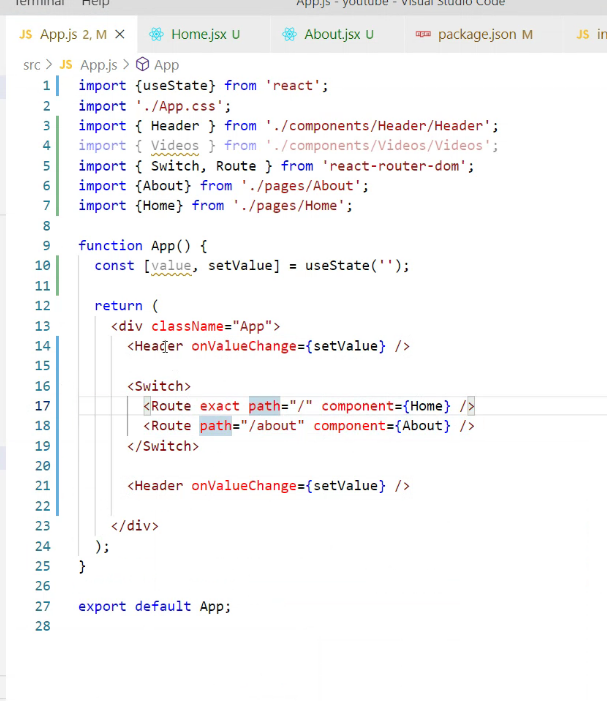 Terminal Help App.js - youtube - Visual Studio Code
JS App.js 2, M Home.jsx U About.jsx U package.json M JS in
src > JS App.js > App
1 import {useState} from 'react';
2 import './App.css';
3 import { Header } from './components/Header/Header';
4 import { Videos } from './components/Videos/Videos';
5 import { Switch, Route } from 'react-router-dom';
6 import {About} from './pages/About';
7 import {Home} from './pages/Home';
8
9 function App() {
10 const [value, setValue] = useState('');
11
12 return (
13 <div className="App">
14 <Header onValueChange={setValue} />
15
16 <Switch>
17 <Route exact path="/" component={Home} />
18 <Route path="/about" component={About} />
19 </Switch>
20
21 <Header onValueChange={setValue} />
22
23 </div>
24 );
25 }
26
27 export default App;
28